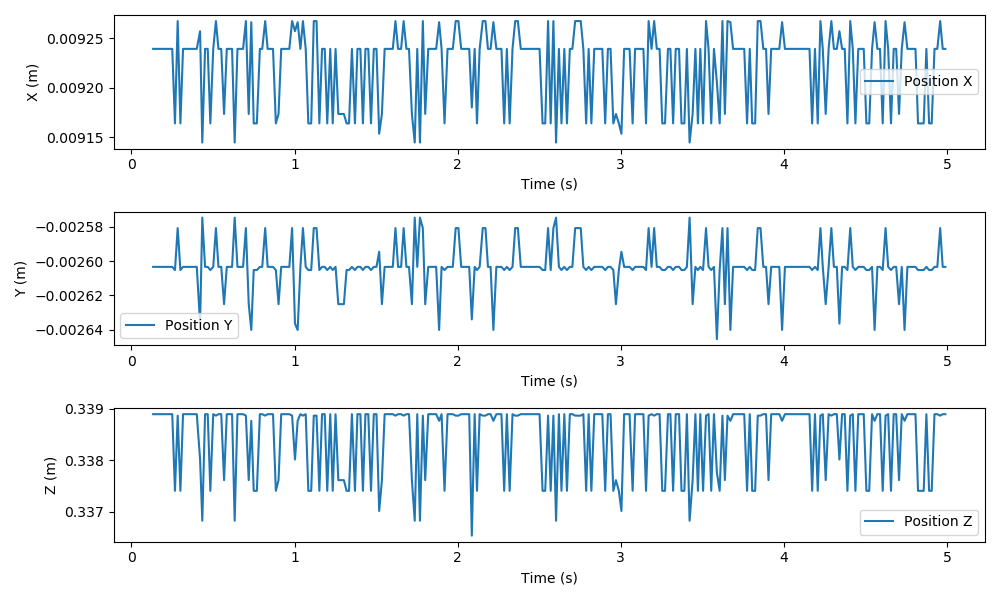 0.00925
0.00920
0.00915
X (m)
Position X
0 1 2 3 4 5
Time (s)
−0.00258
−0.00260
−0.00262
−0.00264
Y (m)
Position Y
0 1 2 3 4 5
Time (s)
0.339
0.338
0.337
Z (m)
Position Z
0 1 2 3 4 5
Time (s)